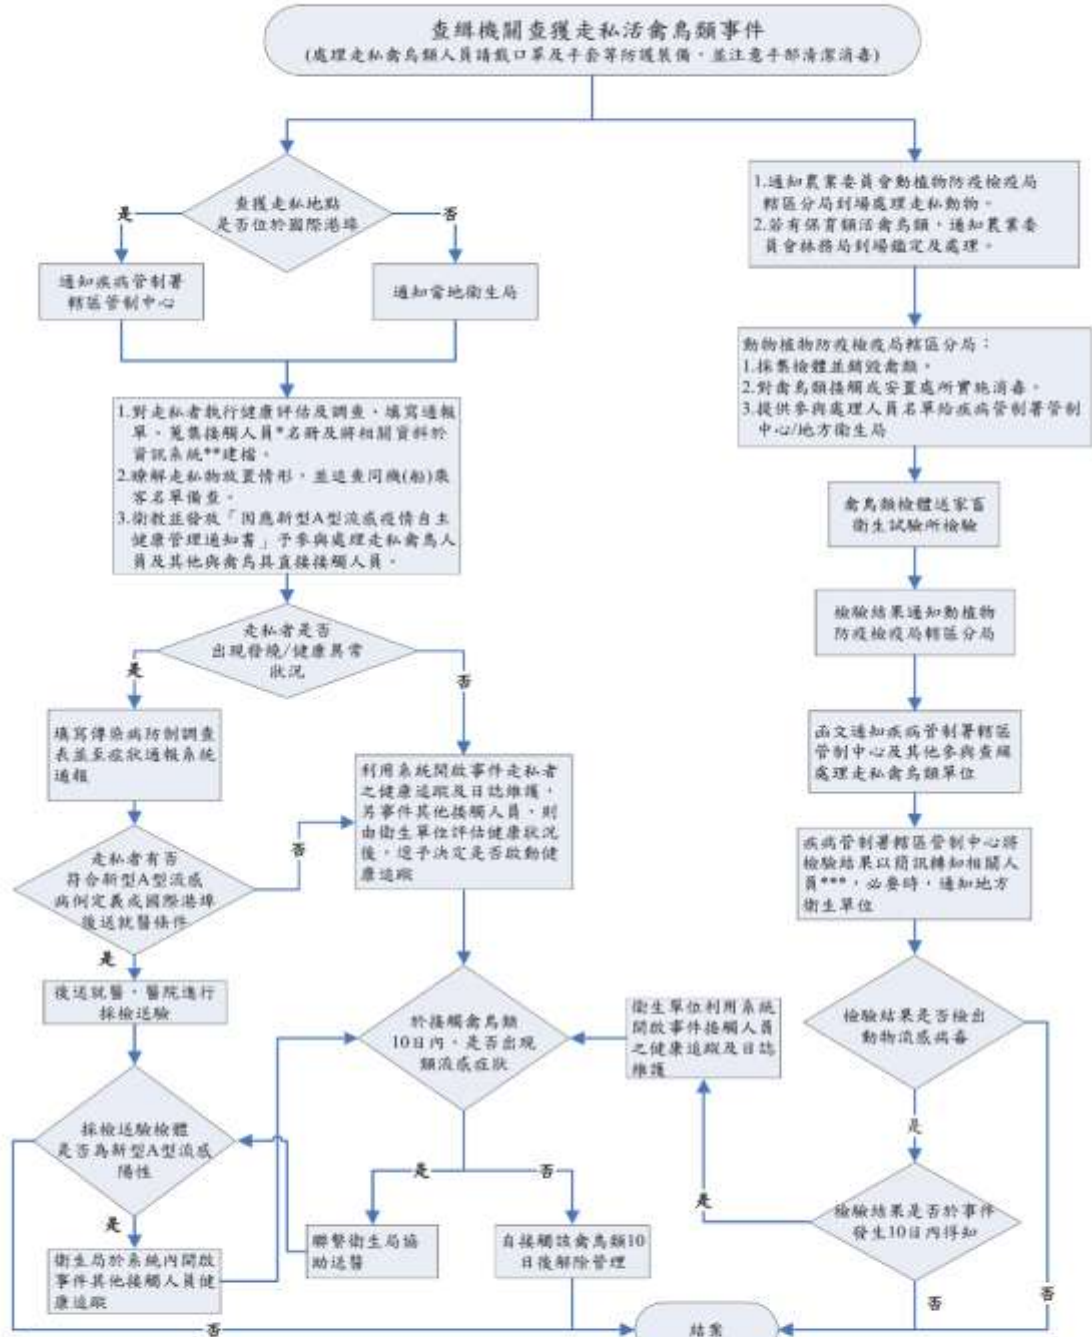 查緝機關查獲走私活禽鳥類事件
(處理走私禽鳥類人員請戴口罩及手套等防護裝備,並注意手部清潔消毒)
查獲走私地點
是否位於國際港埠
是
否
通知疾病管制署
轄區管制中心
通知當地衛生局
1.對走私者執行健康評估及調查、填寫通報
單、蒐集接觸人員*名冊及將相關資料於
資訊系統**建檔。
2.瞭解走私物放置情形,並追查同機(船)乘
客名單備查。
3.衛教並發放「因應新型A型流感疫情自主
健康管理通知書」予參與處理走私禽鳥人
員及其他與禽鳥具直接接觸人員。
走私者是否
出現發燒/健康異常
狀況
是
否
填寫傳染病防制調查
表並至症狀通報系統
通報
利用系統開啟事件走私者
之健康追蹤及日誌維護,
另事件其他接觸人員,則
由衛生單位評估健康狀況
後,逕予決定是否啟動健
康追蹤
走私者有否
符合新型A型流感
病例定義或國際港埠
後送就醫條件
否
是
後送就醫,醫院進行
採檢送驗
於接觸禽鳥類
10日內,是否出現
類流感症狀
採檢送驗檢體
是否為新型A型流感
陽性
是
否
是
衛生局於系統內開啟
事件其他接觸人員健
康追蹤
聯繫衛生局協
助送醫
自接觸該禽鳥類10
日後解除管理
否
1.通知農業委員會動植物防疫檢疫局
轄區分局到場處理走私動物。
2.若有保育類活禽鳥類,通知農業委
員會林務局到場鑑定及處理。
動物植物防疫檢疫局轄區分局:
1.採集檢體並銷毀禽類。
2.對禽鳥類接觸或安置處所實施消毒。
3.提供參與處理人員名單給疾病管制署管制
中心/地方衛生局
禽鳥類檢體送家畜
衛生試驗所檢驗
檢驗結果通知動植物
防疫檢疫局轄區分局
函文通知疾病管制署轄區
管制中心及其他參與查緝
處理走私禽鳥類單位
疾病管制署轄區管制中心將
檢驗結果以簡訊轉知相關人
員***,必要時,通知地方
衛生單位
檢驗結果是否檢出
動物流感病毒
是
衛生單位利用系統
開啟事件接觸人員
之健康追蹤及日誌
維護
是
檢驗結果是否於事件
發生10日內得知
否
否
結案